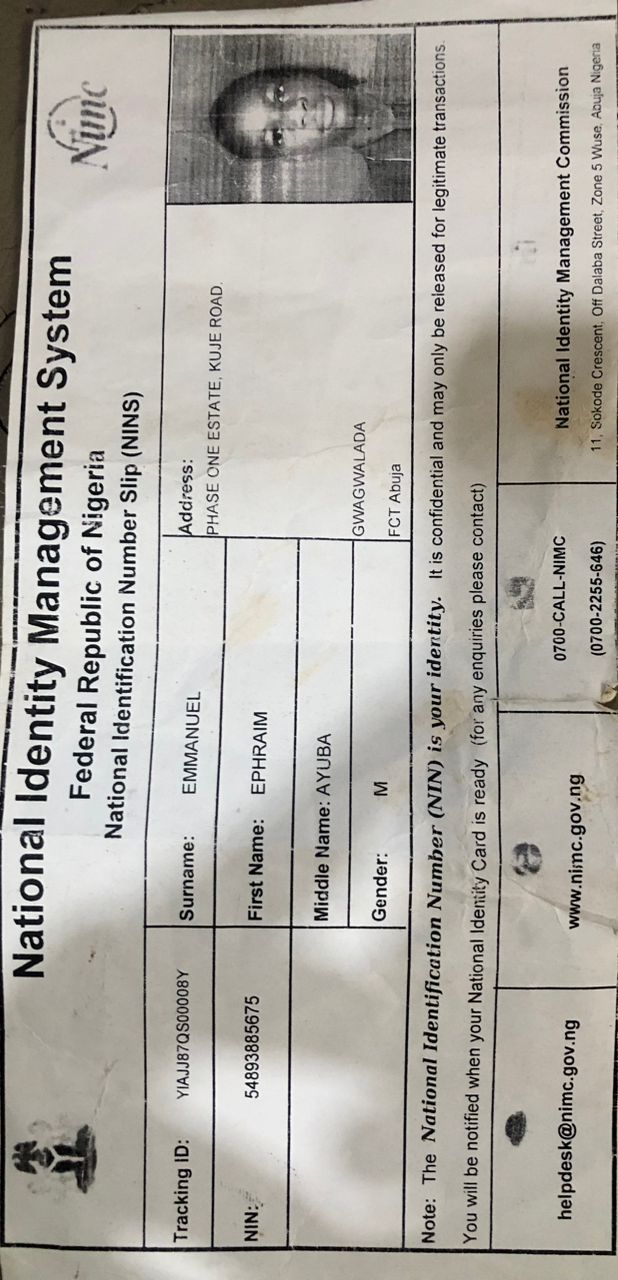 National Identity Management System
Federal Republic of Nigeria
National Identification Number Slip (NINS)
Nimc
Tracking ID: YIAJJ87QS00008Y
Surname: EMMANUEL
Address:
PHASE ONE ESTATE, KUJE ROAD.
NIN: 54893885675
First Name: EPHRAIM
Middle Name: AYUBA
GWAGWALADA
Gender: M
FCT Abuja
Note: The National Identification Number (NIN) is your identity. It is confidential and may only be released for legitimate transactions.
You will be notified when your National Identity Card is ready (for any enquiries please contact)
helpdesk@nimc.gov.ng
www.nimc.gov.ng
0700-CALL-NIMC
(0700-2255-646)
National Identity Management Commission
11, Sokode Crescent, Off Dalaba Street, Zone 5 Wuse, Abuja Nigeria